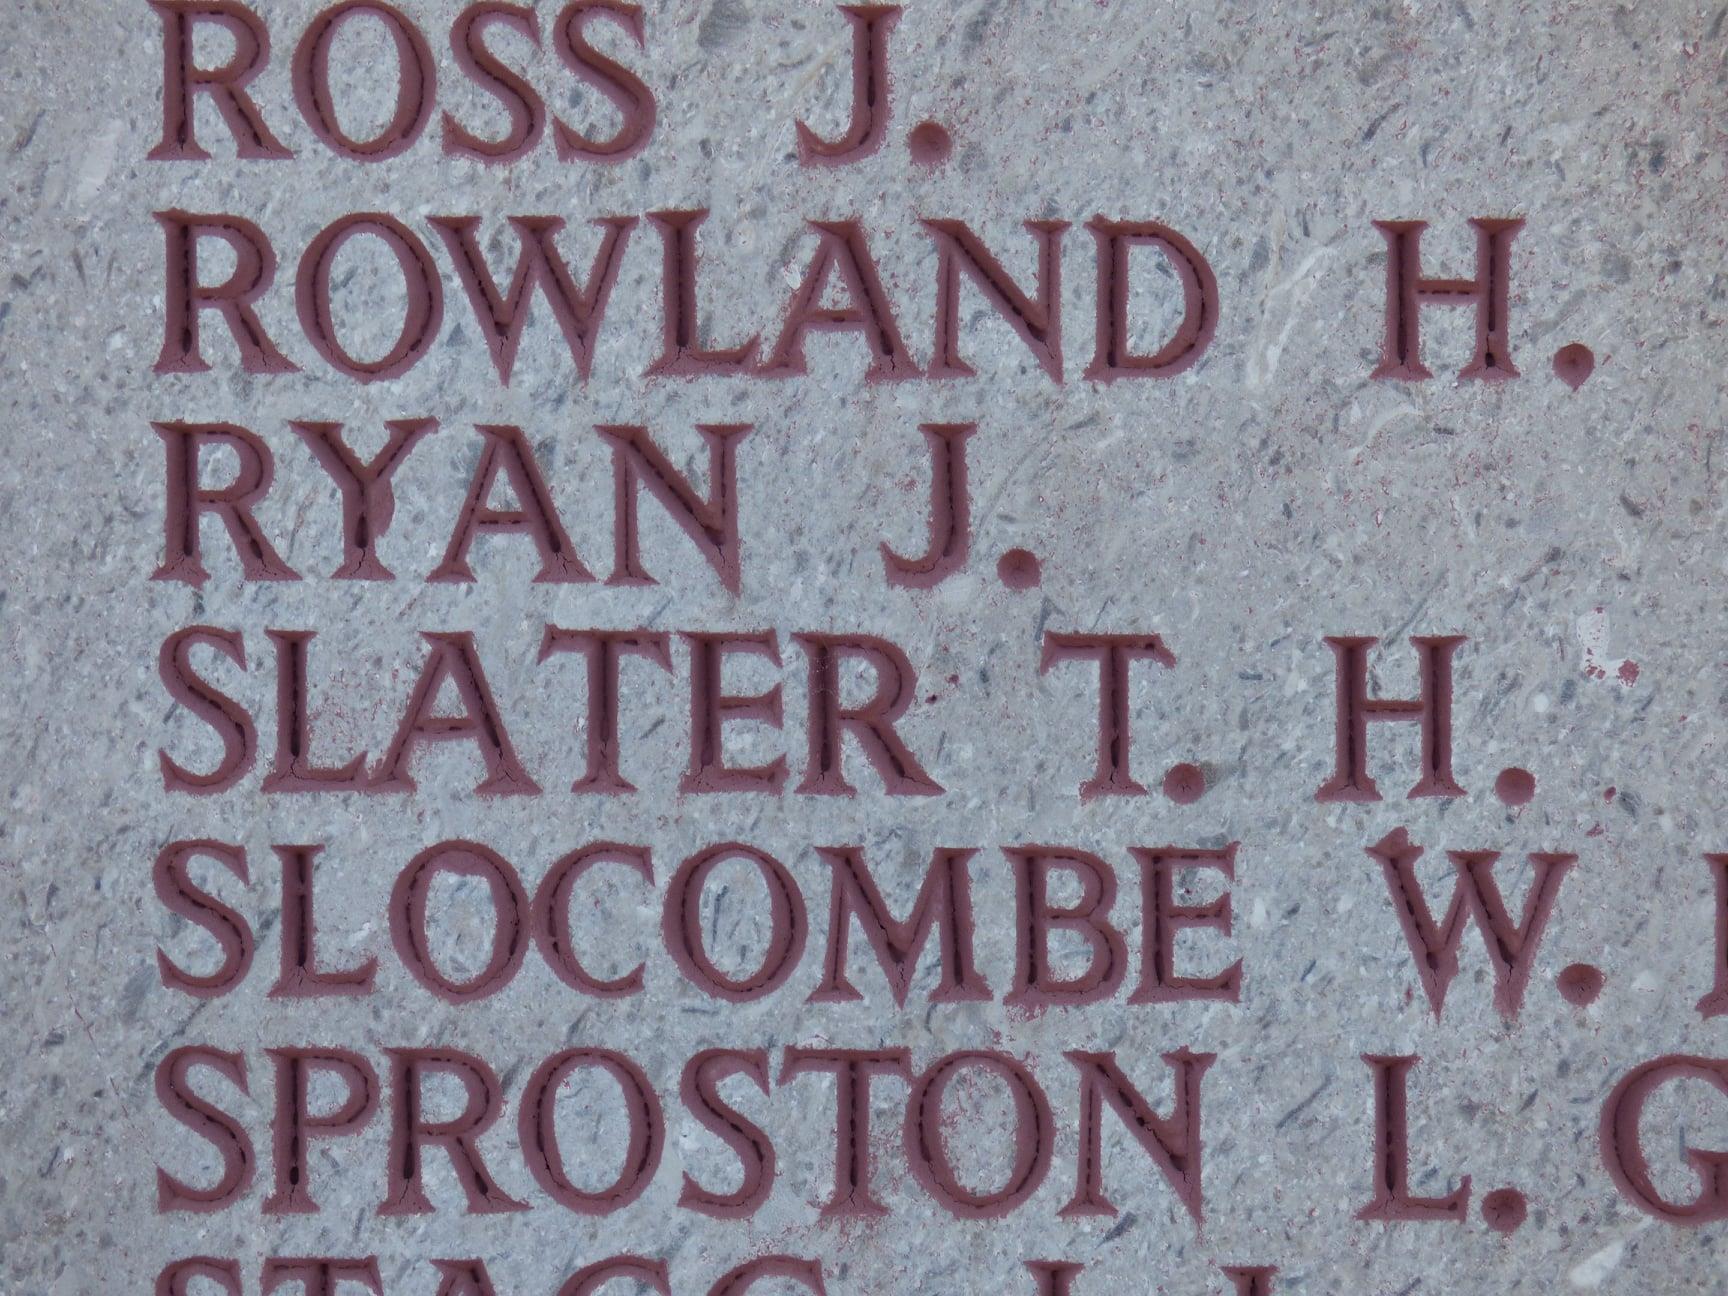 ROSS J.
ROWLAND H.
RYAN J.
SLATER T. H.
SLOCOMBE W.
SPROSTON L. G